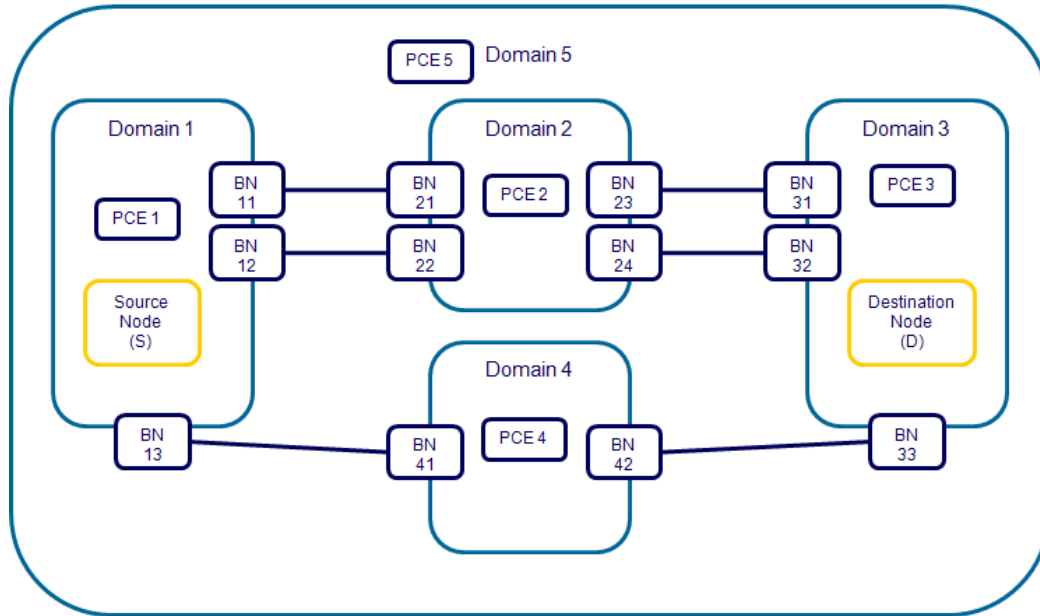 PCE 5
Domain 5
Domain 1
Domain 2
Domain 3
BN
11
BN
21
PCE 2
BN
23
BN
31
PCE 3
PCE 1
BN
12
BN
22
BN
24
BN
32
Source
Node
(S)
Destination
Node
(D)
Domain 4
BN
13
BN
41
PCE 4
BN
42
BN
33